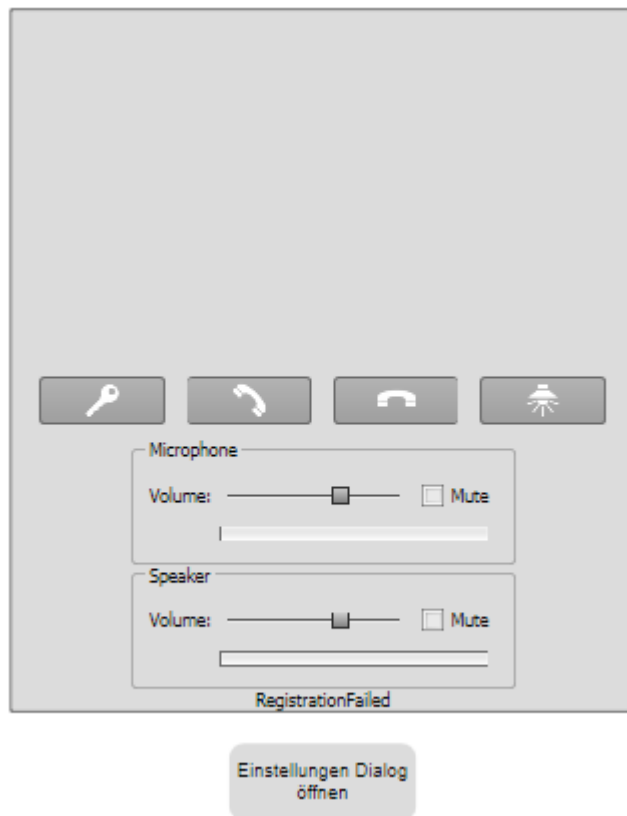 Microphone
Volume: Mute
Speaker
Volume: Mute
RegistrationFailed
Einstellungen Dialog
öffnen